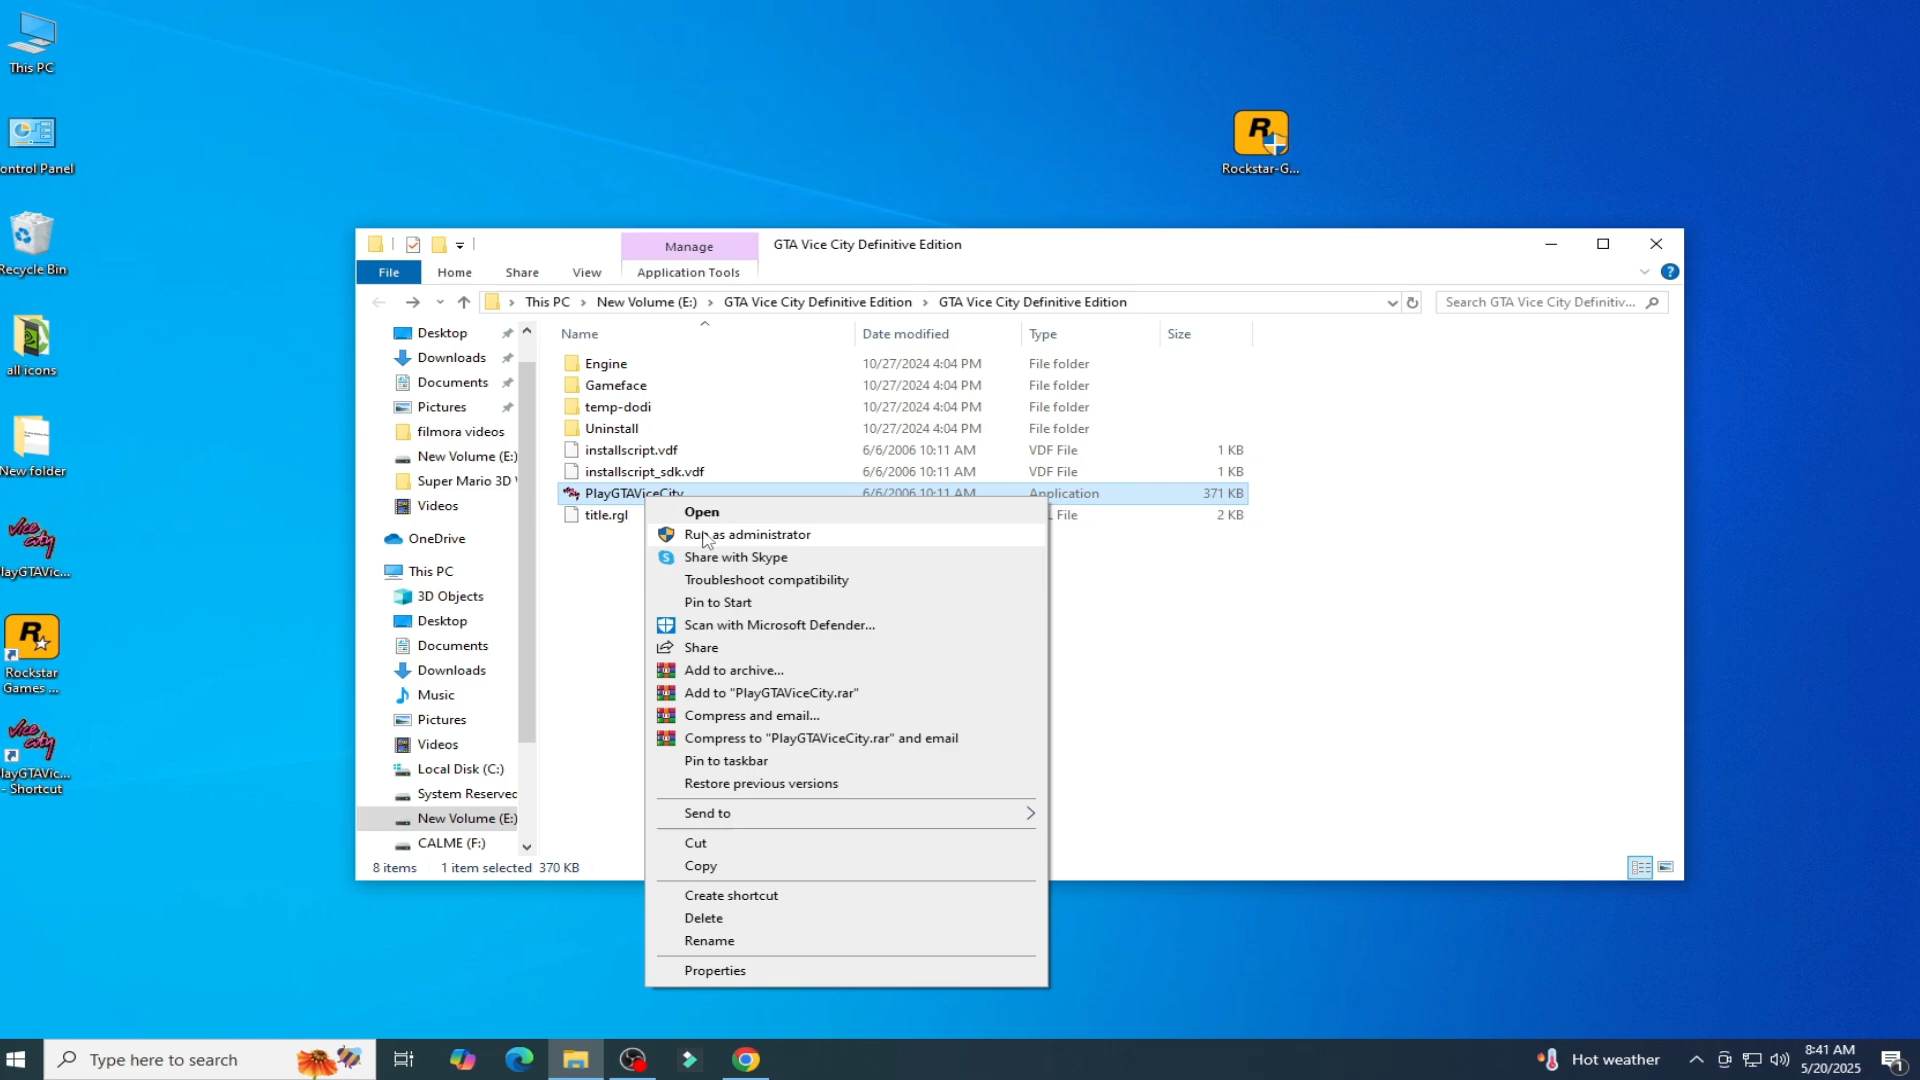 This PC
ontrol Panel
Recycle Bin
all icons
New folder
layGTAVic...
Rockstar
Games ...
layGTAVic...
- Shortcut
Rockstar-G...
Manage
GTA Vice City Definitive Edition
File
Home
Share
View
Application Tools
This PC > New Volume (E:) > GTA Vice City Definitive Edition > GTA Vice City Definitive Edition
Search GTA Vice City Definitiv...
Name
Date modified
Type
Size
Desktop
Downloads
Documents
Pictures
filmora videos
New Volume (E:)
Super Mario 3D
Videos
OneDrive
This PC
3D Objects
Desktop
Documents
Downloads
Music
Pictures
Videos
Local Disk (C:)
System Reserved
New Volume (E:)
CALME (F:)
Engine 10/27/2024 4:04 PM File folder
Gameface 10/27/2024 4:04 PM File folder
temp-dodi 10/27/2024 4:04 PM File folder
Uninstall 10/27/2024 4:04 PM File folder
installscript.vdf 6/6/2006 10:11 AM VDF File 1 KB
installscript_sdk.vdf 6/6/2006 10:11 AM VDF File 1 KB
PlayGTAViceCity 6/6/2006 10:11 AM Application 371 KB
title.rgl File 2 KB
Open
Run as administrator
Share with Skype
Troubleshoot compatibility
Pin to Start
Scan with Microsoft Defender...
Share
Add to archive...
Add to "PlayGTAViceCity.rar"
Compress and email...
Compress to "PlayGTAViceCity.rar" and email
Pin to taskbar
Restore previous versions
Send to
Cut
Copy
Create shortcut
Delete
Rename
Properties
8 items 1 item selected 370 KB
Type here to search
Hot weather
8:41 AM
5/20/2025
1